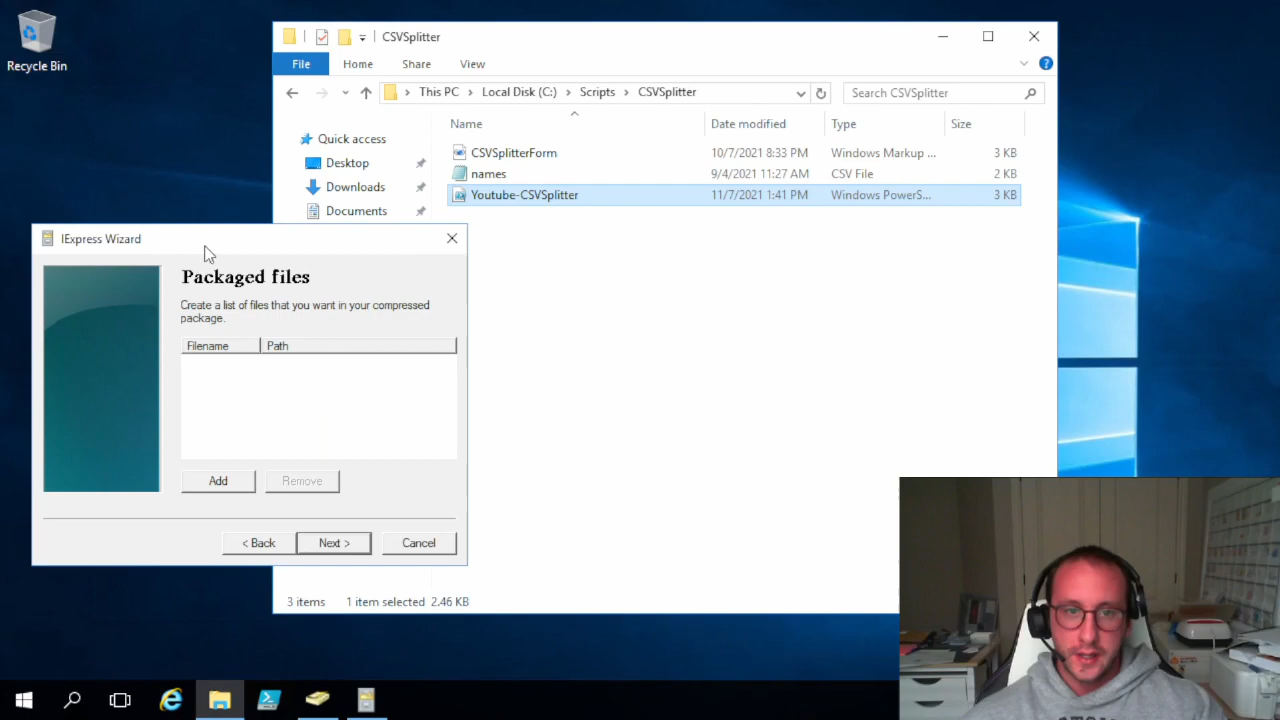 Recycle Bin
CSVSplitter
File Home Share View
This PC Local Disk (C:) Scripts CSVSplitter
Search CSVSplitter
Name Date modified Type Size
Quick access
Desktop
Downloads
Documents
CSVSplitterForm 10/7/2021 8:33 PM Windows Markup ... 3 KB
names 9/4/2021 11:27 AM CSV File 2 KB
Youtube-CSVSplitter 11/7/2021 1:41 PM Windows PowerS... 3 KB
IExpress Wizard
Packaged files
Create a list of files that you want in your compressed
package.
Filename Path
Add Remove
< Back Next > Cancel
3 items 1 item selected 2.46 KB